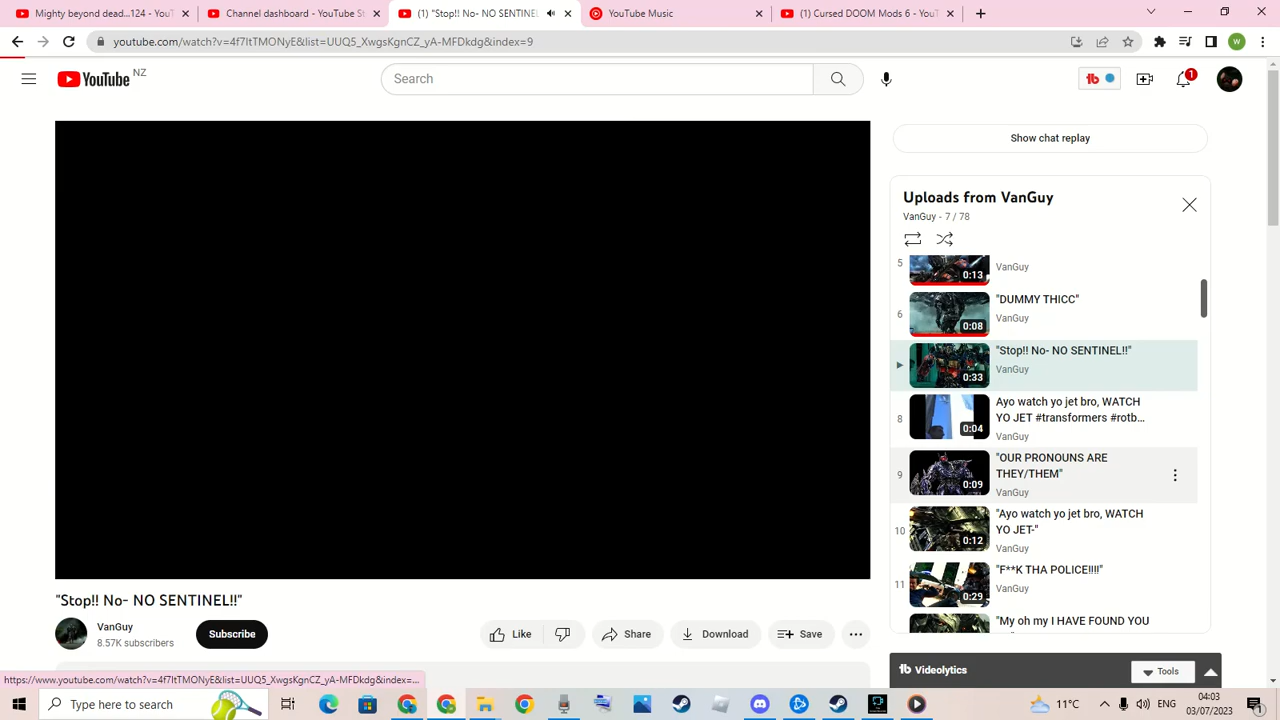 Mighty beyond dead...124 - YouT
Channel dashboard - YouTube St
(1) "Stop!! No- NO SENTINEL
YouTube Music
(1) Cursed DOOM Mods 6 - YouT
youtube.com/watch?v=4f7ItTMONyE&list=UUQ5_XwgsKgnCZ_yA-MFDkdg&index=9
W
YouTube NZ
Search
tb
1
Show chat replay
Uploads from VanGuy
VanGuy - 7 / 78
5
0:13
VanGuy
6
0:08
"DUMMY THICC"
VanGuy
0:33
"Stop!! No- NO SENTINEL!!"
VanGuy
8
0:04
Ayo watch yo jet bro, WATCH
YO JET #transformers #rotb...
VanGuy
9
0:09
"OUR PRONOUNS ARE
THEY/THEM"
VanGuy
10
0:12
"Ayo watch yo jet bro, WATCH
YO JET-"
VanGuy
11
0:29
"F**K THA POLICE!!!!"
VanGuy
"My oh my I HAVE FOUND YOU
"Stop!! No- NO SENTINEL!!"
VanGuy
8.57K subscribers
Subscribe
Like
Share
Download
Save
tb Videolytics
Tools
https://www.youtube.com/watch?v=4f7ItTMONyE&list=UUQ5_XwgsKgnCZ_yA-MFDkdg&index=...
Type here to search
11°C
ENG
04:03
03/07/2023
1